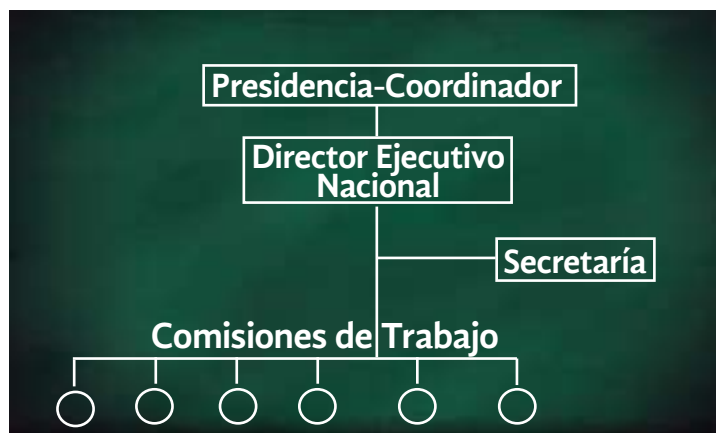 Presidencia-Coordinador
Director Ejecutivo
Nacional
Secretaría
Comisiones de Trabajo